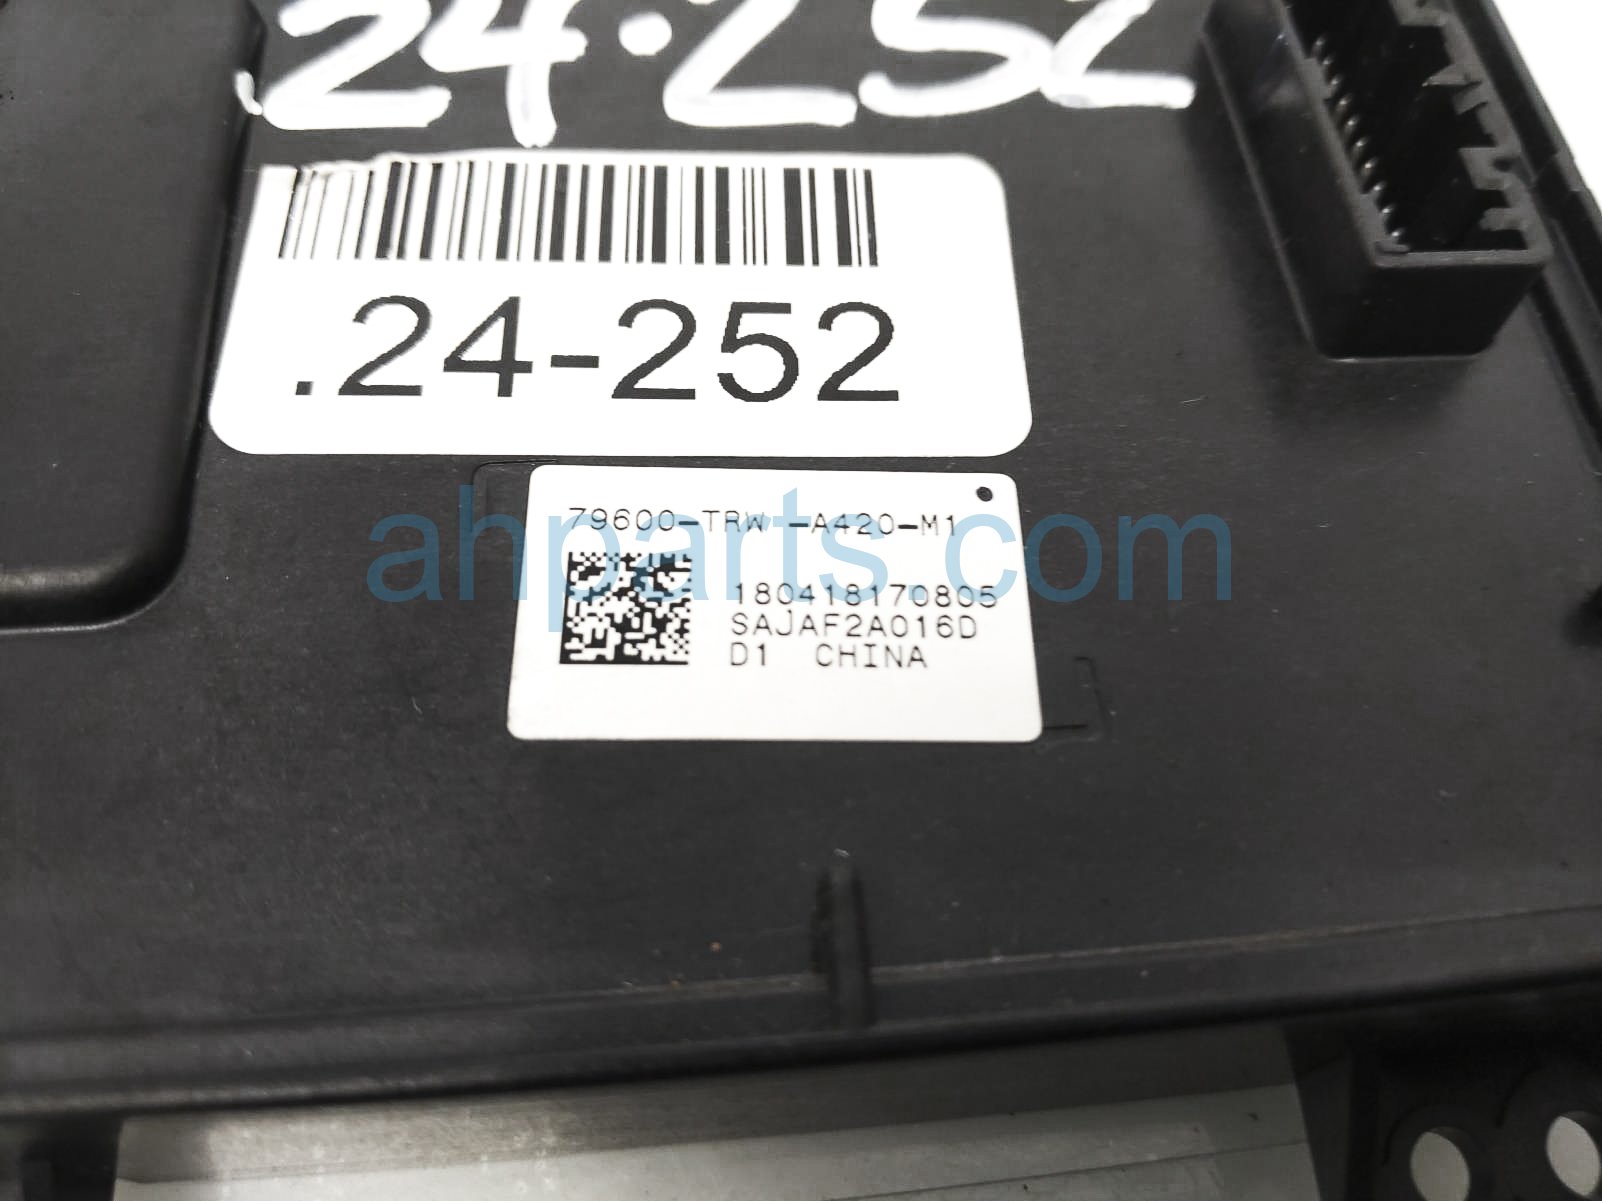 .24.252
.24-252
79600-TRW -A420-M1
ahparts.com
180418170805
SAJAF2A016D
D1 CHINA